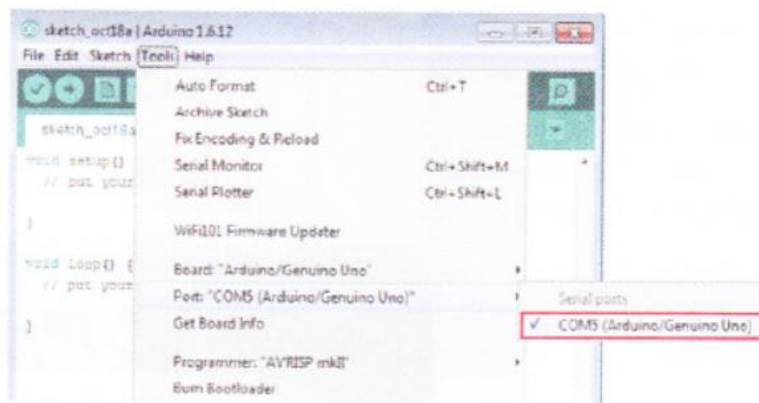 sketch_oct18a | Arduino 1.6.12
File Edit Sketch Tools Help
Auto Format Ctrl+T
Archive Sketch
sketch_oct18a
Fix Encoding & Reload
void setup() {
Serial Monitor Ctrl+Shift+M
// put your
Serial Plotter Ctrl+Shift+L
}
WiFi101 Firmware Updater
void loop() {
Board: "Arduino/Genuino Uno"
// put your
Port: "COM5 (Arduino/Genuino Uno)"
Serial ports
Get Board Info
}
COM5 (Arduino/Genuino Uno)
Programmer: "AVRISP mkII"
Burn Bootloader